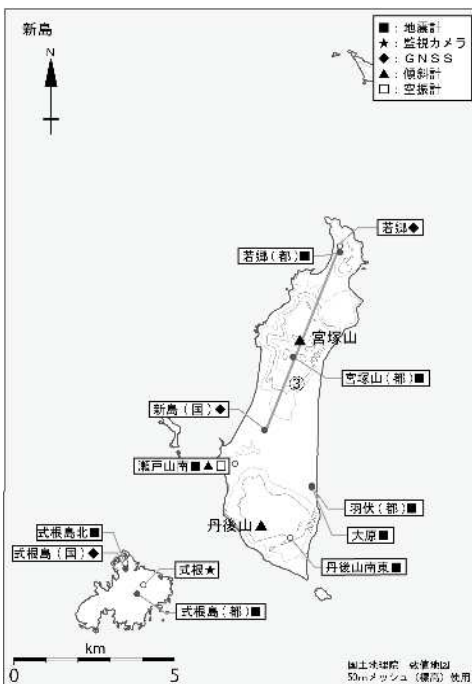 新島
■：地震計
★：監視カメラ
◆：GNSS
▲：傾斜計
□：空振計
N
若郷◆
若郷(都)■
宮塚山
宮塚山(都)■
③
新島(国)◆
瀬戸山南■▲□
羽伏(都)■
大原■
丹後山
丹後山南東■
式根島北■
式根島(国)◆
式根★
式根島(都)■
km
0 5
国土地理院 数値地図
50mメッシュ(標高)使用